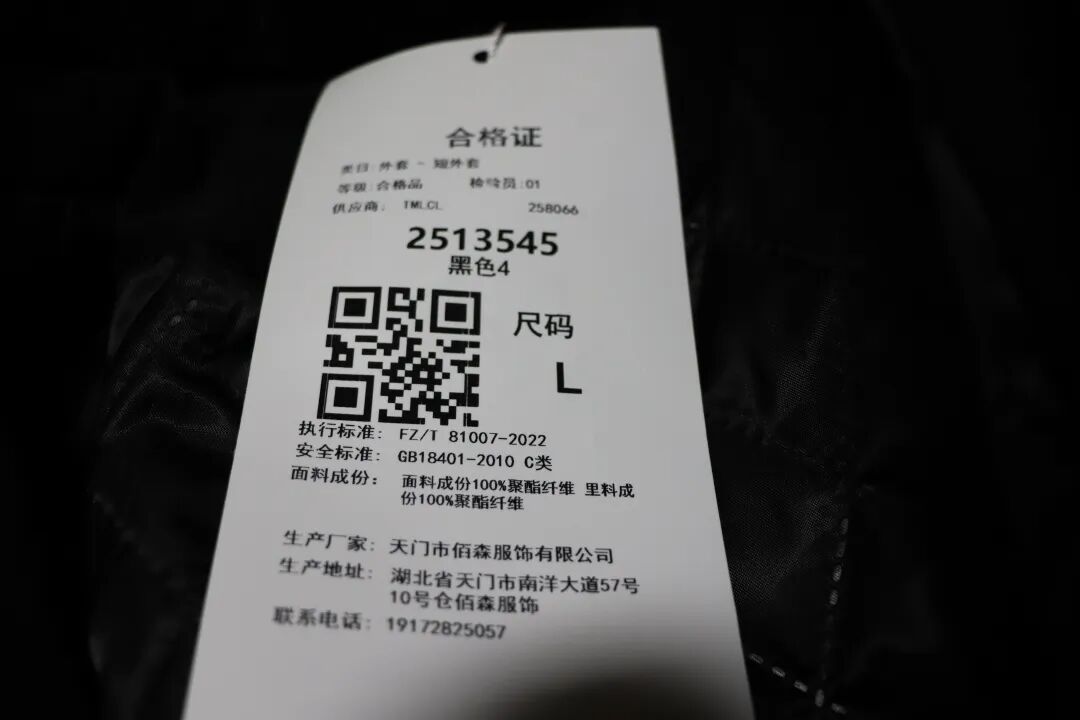 合格证
类目:外套 - 短外套
等级:合格品 检验员:01
供应商: TMLCL 258066
2513545
黑色4
尺码
L
执行标准: FZ/T 81007-2022
安全标准: GB18401-2010 C类
面料成份: 面料成份100%聚酯纤维 里料成
份100%聚酯纤维
生产厂家: 天门市佰森服饰有限公司
生产地址: 湖北省天门市南洋大道57号
10号仓佰森服饰
联系电话: 19172825057